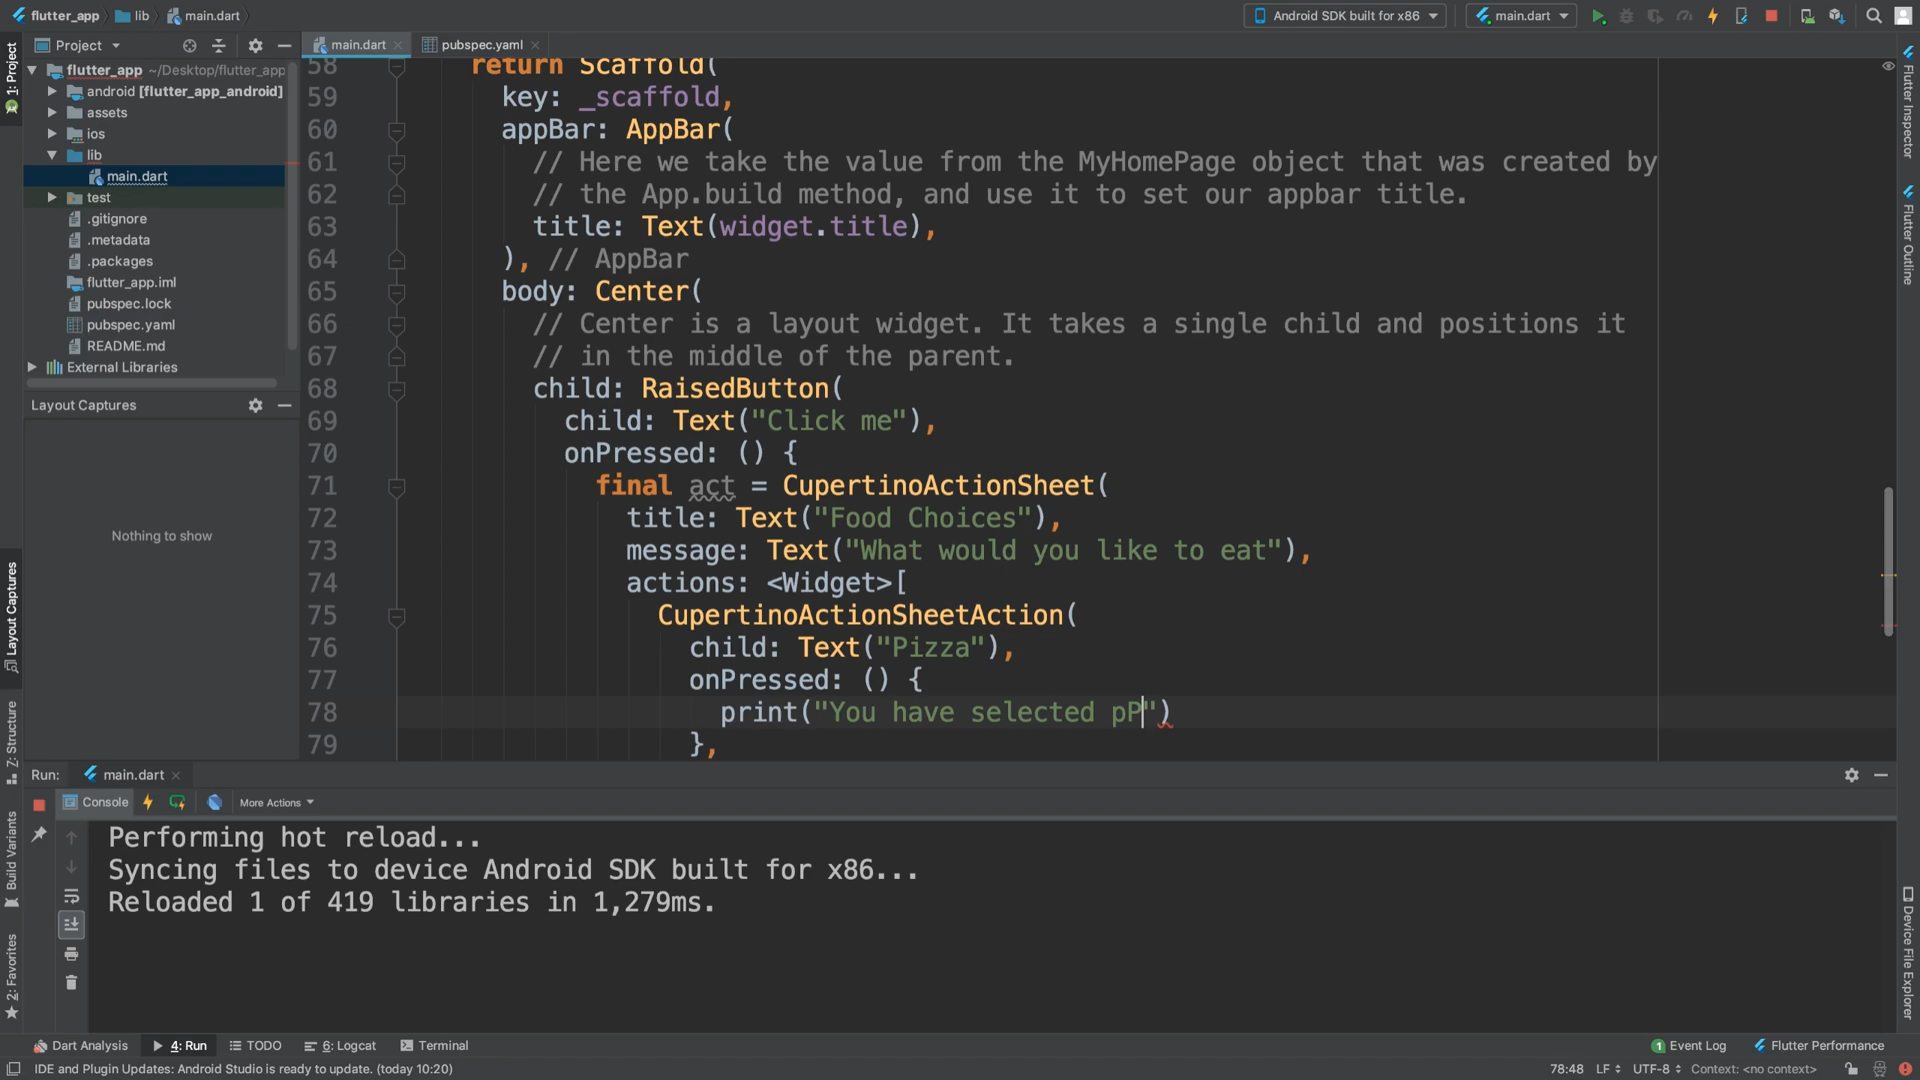 flutter_app lib main.dart Android SDK built for x86 main.dart
1: Project Project main.dart pubspec.yaml Flutter Inspector
flutter_app ~/Desktop/flutter_app
android [flutter_app_android]
assets
ios
lib
main.dart
test
.gitignore
.metadata
.packages
flutter_app.iml
pubspec.lock
pubspec.yaml
README.md
External Libraries
Layout Captures
Nothing to show
58 return Scaffold(
59 key: _scaffold,
60 appBar: AppBar(
61 // Here we take the value from the MyHomePage object that was created by
62 // the App.build method, and use it to set our appbar title.
63 title: Text(widget.title),
64 ), // AppBar
65 body: Center(
66 // Center is a layout widget. It takes a single child and positions it
67 // in the middle of the parent.
68 child: RaisedButton(
69 child: Text("Click me"),
70 onPressed: () {
71 final act = CupertinoActionSheet(
72 title: Text("Food Choices"),
73 message: Text("What would you like to eat"),
74 actions: <Widget>[
75 CupertinoActionSheetAction(
76 child: Text("Pizza"),
77 onPressed: () {
78 print("You have selected pP")
79 },
Flutter Outline
Layout Captures
Z: Structure
Build Variants
2: Favorites
Device File Explorer
Run: main.dart
Console More Actions
Performing hot reload...
Syncing files to device Android SDK built for x86...
Reloaded 1 of 419 libraries in 1,279ms.
Dart Analysis 4: Run TODO 6: Logcat Terminal 1 Event Log Flutter Performance
IDE and Plugin Updates: Android Studio is ready to update. (today 10:20) 78:48 LF UTF-8 Context: <no context>